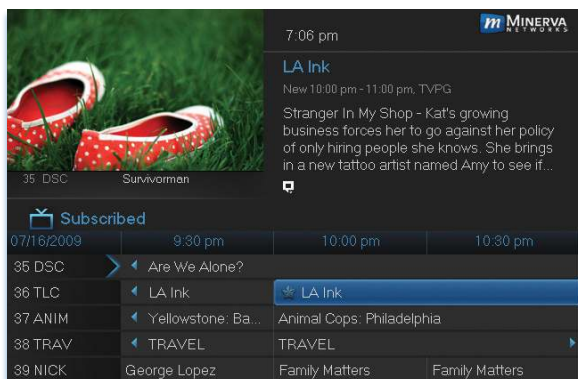 7:06 pm
m MINERVA
NETWORKS
LA Ink
New 10:00 pm - 11:00 pm, TVPG
Stranger In My Shop - Kat's growing
business forces her to go against her policy
of only hiring people she knows. She brings
in a new tattoo artist named Amy to see if...
35 DSC Survivorman
Subscribed
07/16/2009 9:30 pm 10:00 pm 10:30 pm
35 DSC Are We Alone?
36 TLC LA Ink LA Ink
37 ANIM Yellowstone: Ba... Animal Cops: Philadelphia
38 TRAV TRAVEL TRAVEL
39 NICK George Lopez Family Matters Family Matters